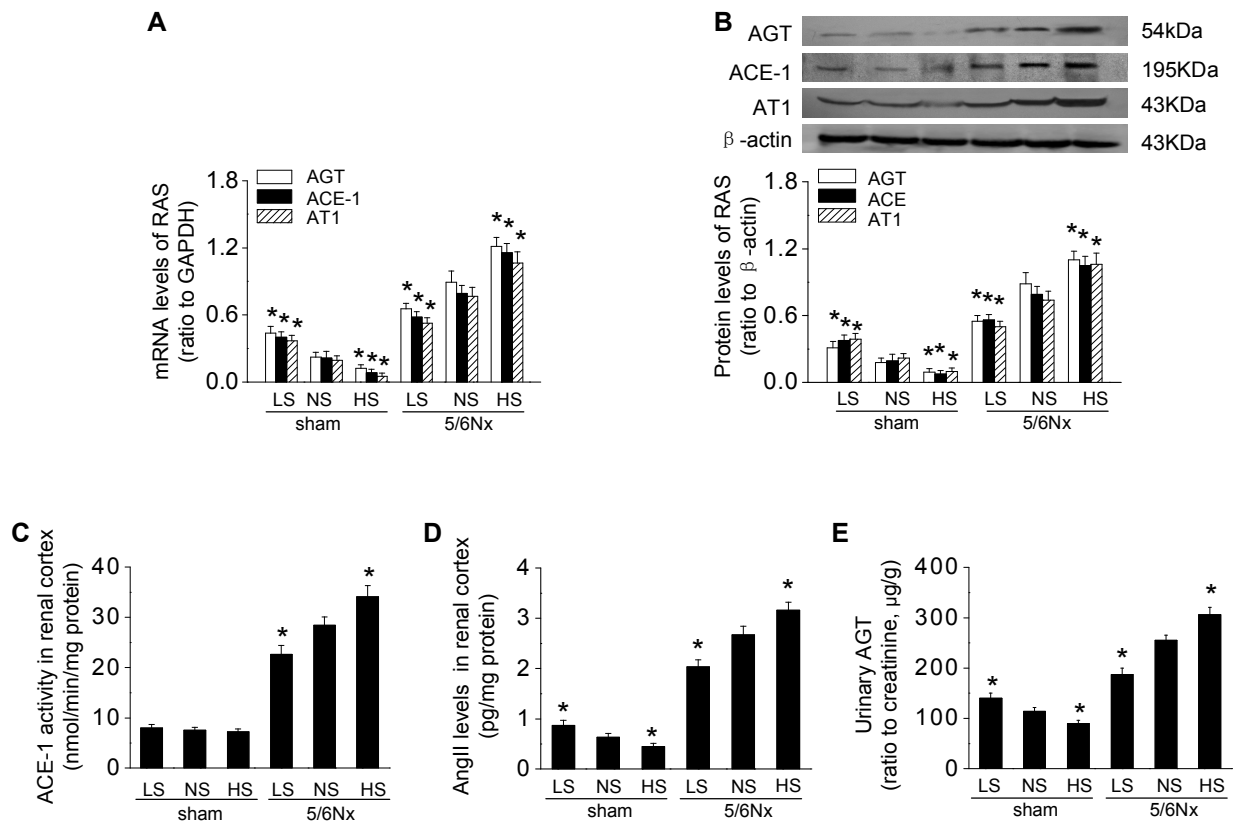 A
mRNA levels of RAS
(ratio to GAPDH)
1.8
1.2
0.6
0.0
AGT
ACE-1
AT1
* * *
* * *
* * *
* * *
LS NS HS LS NS HS
sham 5/6Nx
B
AGT 54kDa
ACE-1 195KDa
AT1 43KDa
β-actin 43KDa
Protein levels of RAS
(ratio to β-actin)
1.8
1.2
0.6
0.0
AGT
ACE
AT1
* * *
* * *
* * *
* * *
LS NS HS LS NS HS
sham 5/6Nx
C
ACE-1 activity in renal cortex
(nmol/min/mg protein)
40
30
20
10
0
*
*
LS NS HS LS NS HS
sham 5/6Nx
D
AngII levels in renal cortex
(pg/mg protein)
4
3
2
1
0
* * * *
LS NS HS LS NS HS
sham 5/6Nx
E
Urinary AGT
(ratio to creatinine, μg/g)
400
300
200
100
0
* * * *
LS NS HS LS NS HS
sham 5/6Nx